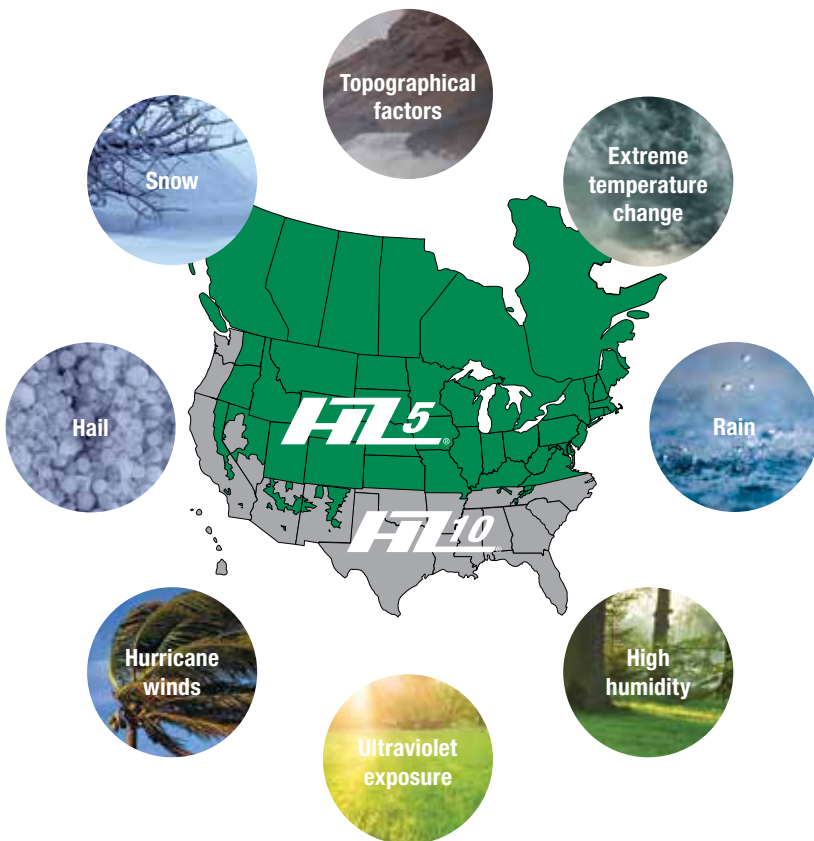 Topographical
factors
Snow
Extreme
temperature
change
HZ5®
Hail
Rain
HZ10®
Hurricane
winds
High
humidity
Ultraviolet
exposure